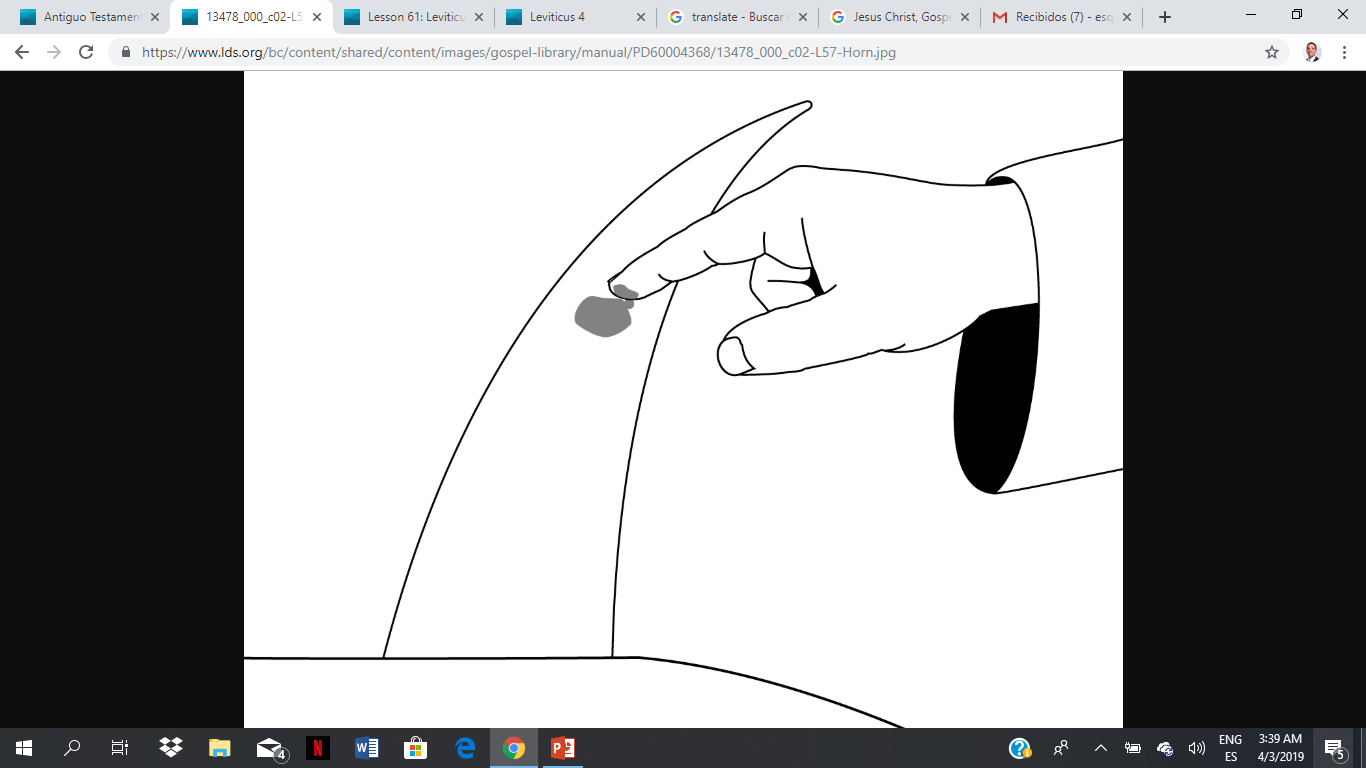 Antiguo Testament
13478_000_c02-L5
Lesson 61: Leviticu
Leviticus 4
translate - Buscar
Jesus Christ, Gospe
Recibidos (7) - esq
https://www.lds.org/bc/content/shared/content/images/gospel-library/manual/PD60004368/13478_000_c02-L57-Horn.jpg
4
N
W
e
P
ENG
ES
3:39 AM
4/3/2019
5